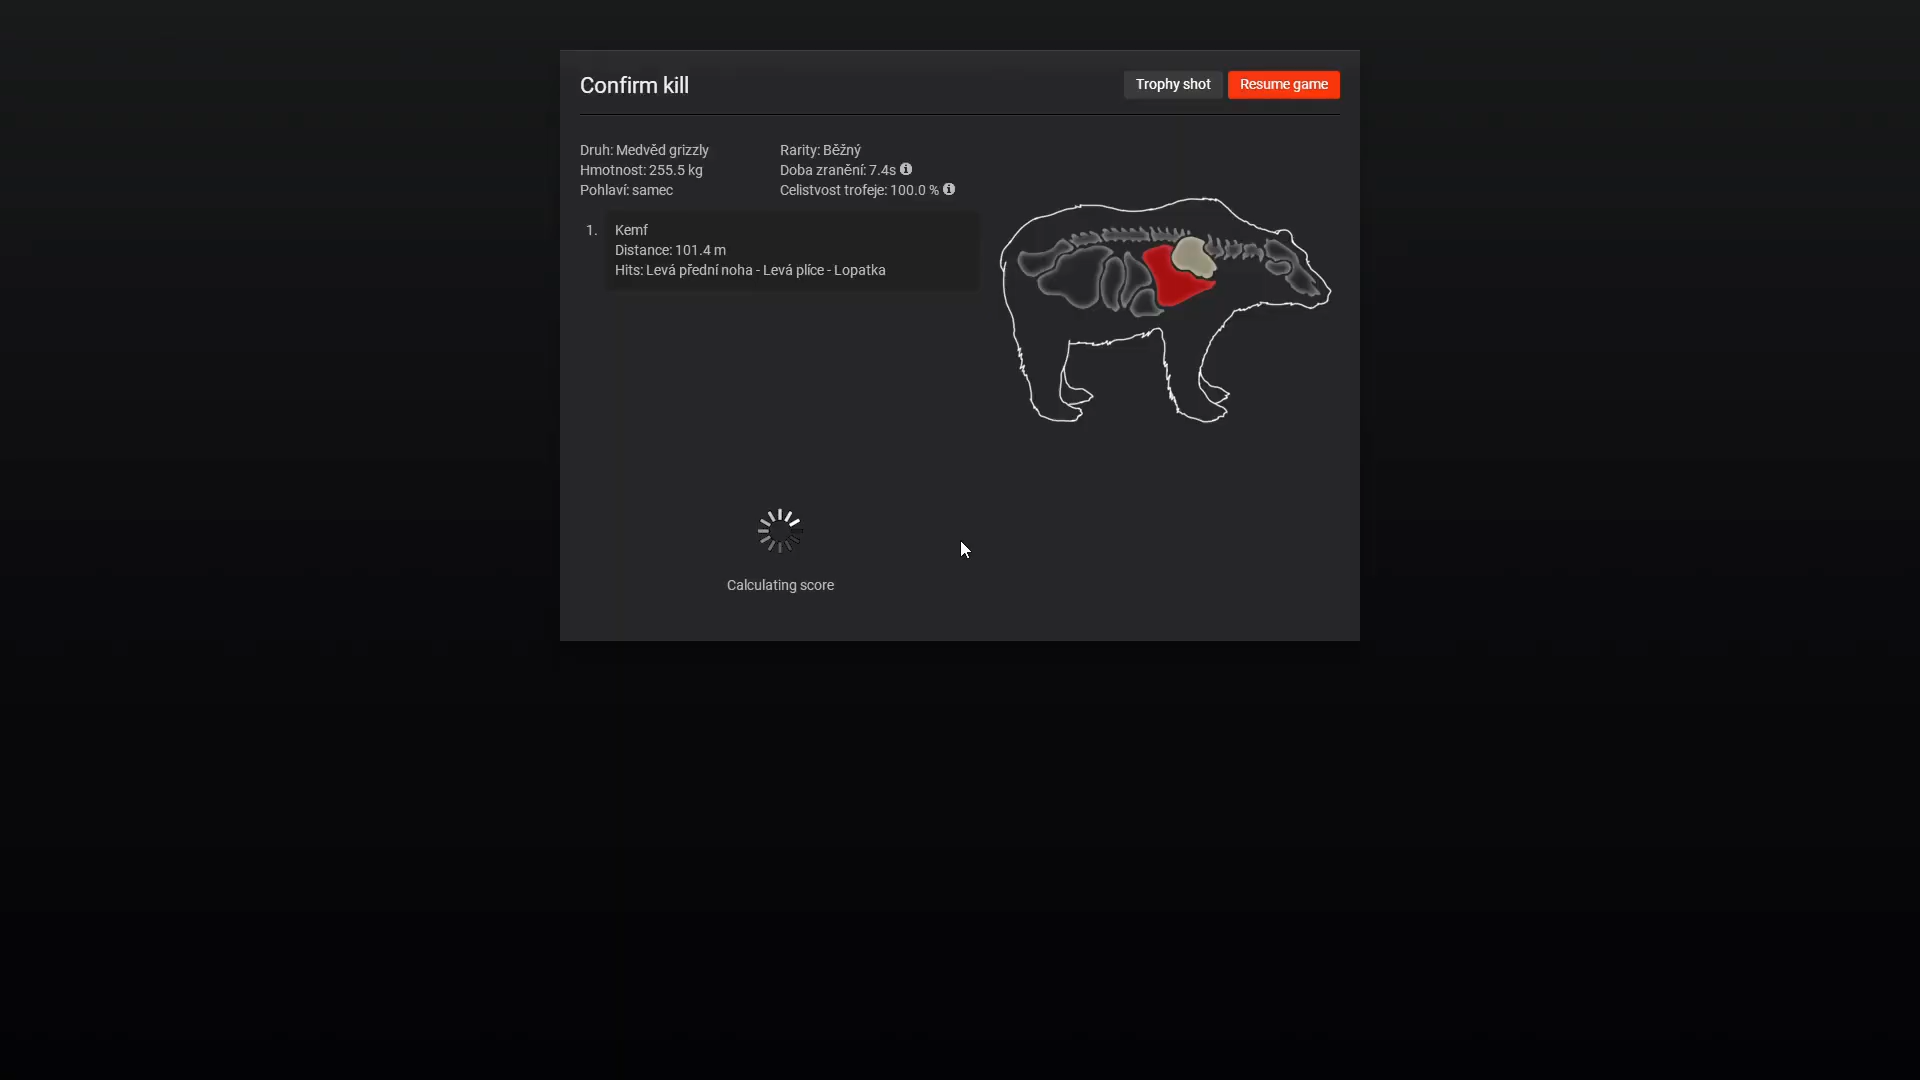 Confirm kill
Trophy shot
Resume game
Druh: Medvěd grizzly
Rarity: Běžný
Hmotnost: 255.5 kg
Doba zranění: 7.4s
Pohlaví: samec
Celistvost trofeje: 100.0 %
1.
Kemf
Distance: 101.4 m
Hits: Levá přední noha - Levá plíce - Lopatka
Calculating score